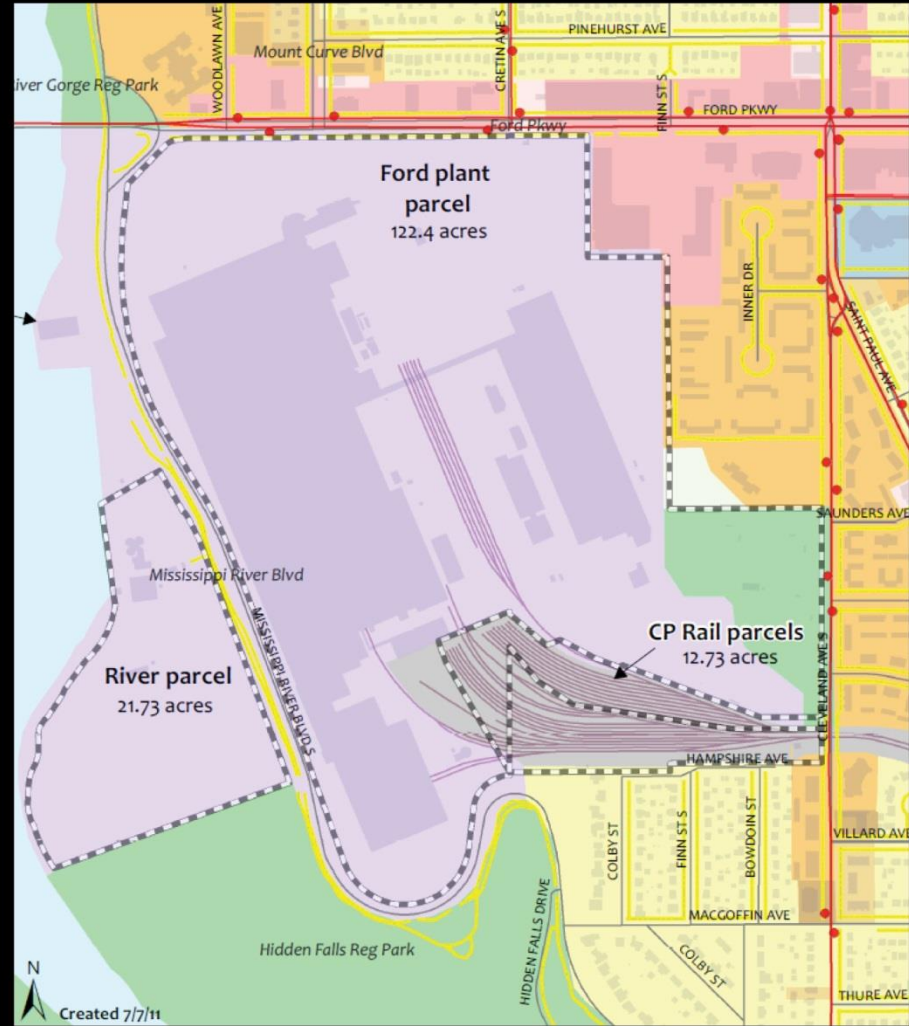 WOODLAWN AVE
Mount Curve Blvd
CRETIN AVE S
PINEHURST AVE
iver Gorge Reg Park
FINN ST S
FORD PKWY
Ford Pkwy
Ford plant
parcel
122.4 acres
INNER DR
SAINT PAUL AVE
SAUNDERS AVE
Mississippi River Blvd
MISSISSIPPI RIVER BLVD S
CP Rail parcels
12.73 acres
River parcel
21.73 acres
CLEVELAND AVE S
HAMPSHIRE AVE
COLBY ST
FINN ST S
BOWDOIN ST
VILLARD AVE
MACGOFFIN AVE
HIDDEN FALLS DRIVE
Hidden Falls Reg Park
COLBY ST
THURE AVE
N
Created 7/7/11